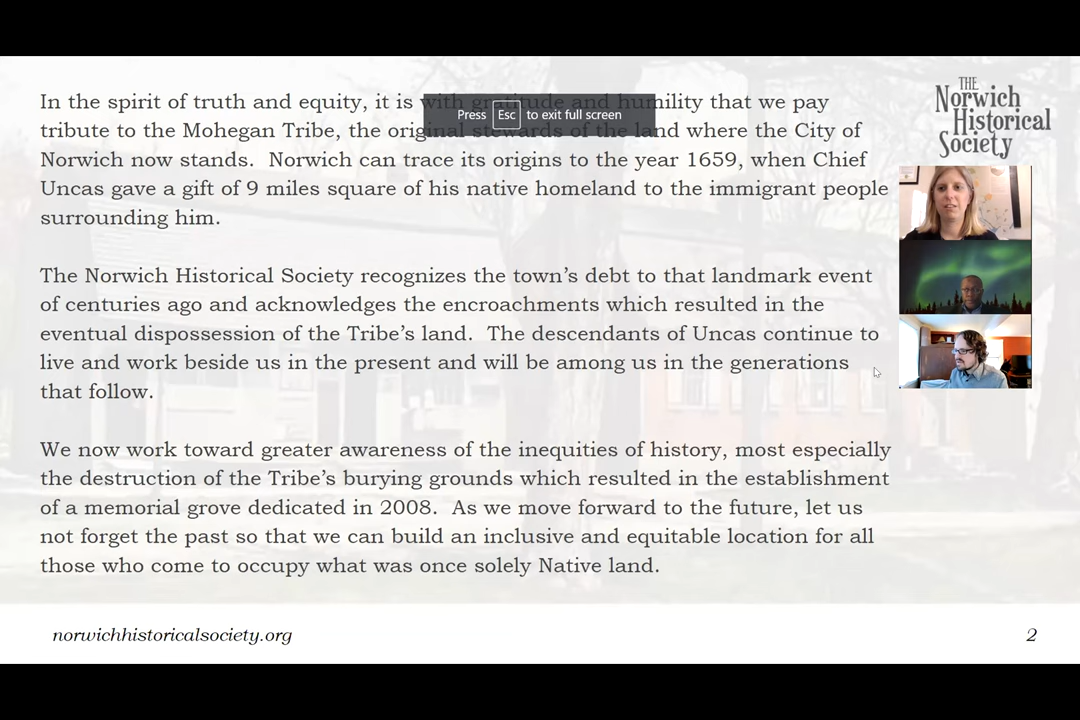 In the spirit of truth and equity, it is with gratitude and humility that we pay
tribute to the Mohegan Tribe, the original stewards of the land where the City of
Norwich now stands.  Norwich can trace its origins to the year 1659, when Chief
Uncas gave a gift of 9 miles square of his native homeland to the immigrant people
surrounding him.
The Norwich Historical Society recognizes the town's debt to that landmark event
of centuries ago and acknowledges the encroachments which resulted in the
eventual dispossession of the Tribe's land.  The descendants of Uncas continue to
live and work beside us in the present and will be among us in the generations
that follow.
We now work toward greater awareness of the inequities of history, most especially
the destruction of the Tribe's burying grounds which resulted in the establishment
of a memorial grove dedicated in 2008.  As we move forward to the future, let us
not forget the past so that we can build an inclusive and equitable location for all
those who come to occupy what was once solely Native land.
Press Esc to exit full screen
THE
Norwich
Historical
Society
norwichhistoricalsociety.org
2